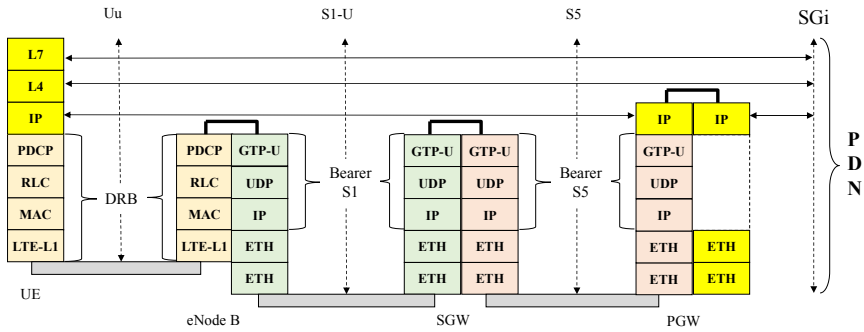 Uu S1-U S5 SGi
L7
L4
IP IP IP
PDCP PDCP GTP-U GTP-U GTP-U GTP-U
RLC DRB RLC UDP Bearer S1 UDP UDP Bearer S5 UDP
MAC MAC IP IP IP IP
LTE-L1 LTE-L1 ETH ETH ETH ETH ETH
ETH ETH ETH ETH ETH
UE
eNode B SGW PGW
PDN